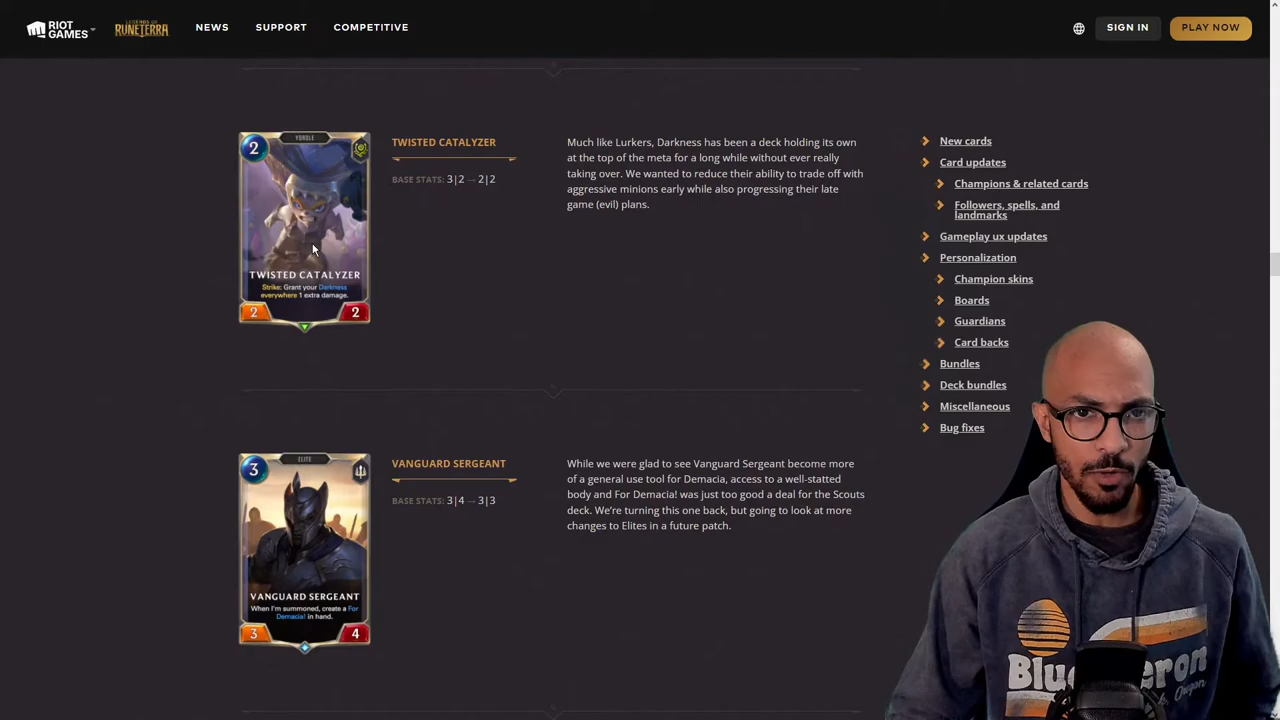 RIOT GAMES
LEGENDS OF RUNETERRA
NEWS
SUPPORT
COMPETITIVE
SIGN IN
PLAY NOW
2
YORDLE
TWISTED CATALYZER
Strike: Grant your Darkness
everywhere 1 extra damage.
2
2
TWISTED CATALYZER
BASE STATS: 3|2 → 2|2
Much like Lurkers, Darkness has been a deck holding its own
at the top of the meta for a long while without ever really
taking over. We wanted to reduce their ability to trade off with
aggressive minions early while also progressing their late
game (evil) plans.
New cards
Card updates
Champions & related cards
Followers, spells, and
landmarks
Gameplay ux updates
Personalization
Champion skins
Boards
Guardians
Card backs
Bundles
Deck bundles
Miscellaneous
Bug fixes
3
ELITE
VANGUARD SERGEANT
When I'm summoned, create a For
Demacia! in hand.
3
4
VANGUARD SERGEANT
BASE STATS: 3|4 → 3|3
While we were glad to see Vanguard Sergeant become more
of a general use tool for Demacia, access to a well-statted
body and For Demacia! was just too good a deal for the Scouts
deck. We're turning this one back, but going to look at more
changes to Elites in a future patch.
Oregon